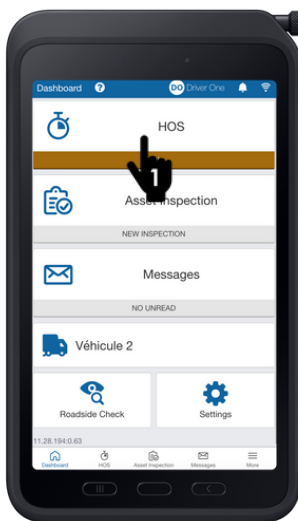 Dashboard ? DO Driver One
HOS
1
Asset Inspection
NEW INSPECTION
Messages
NO UNREAD
Véhicule 2
Roadside Check Settings
11.28.194:0.63
Dashboard HOS Asset Inspection Messages More